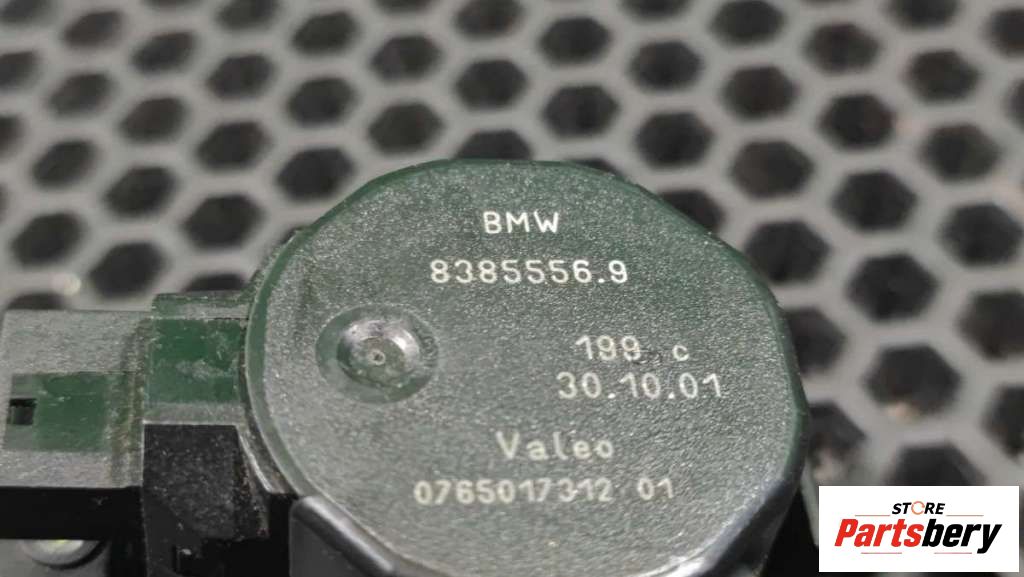 BMW
8385556.9
199 c
30.10.01
Valeo
0765017312 01
STORE
Partsbery